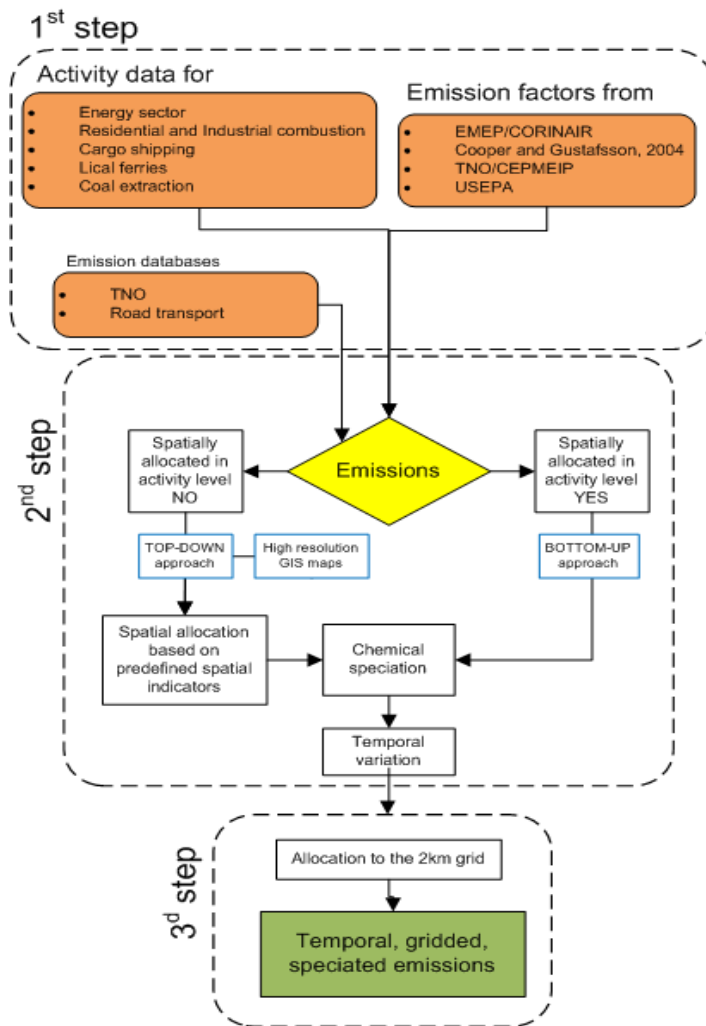 1st step
Activity data for
• Energy sector
• Residential and Industrial combustion
• Cargo shipping
• Lical ferries
• Coal extraction
Emission factors from
• EMEP/CORINAIR
• Cooper and Gustafsson, 2004
• TNO/CEPMEIP
• USEPA
Emission databases
• TNO
• Road transport
2nd step
Spatially
allocated in
activity level
NO
Emissions
Spatially
allocated in
activity level
YES
TOP-DOWN
approach
High resolution
GIS maps
BOTTOM-UP
approach
Spatial allocation
based on
predefined spatial
indicators
Chemical
speciation
Temporal
variation
3d step
Allocation to the 2km grid
Temporal, gridded,
speciated emissions